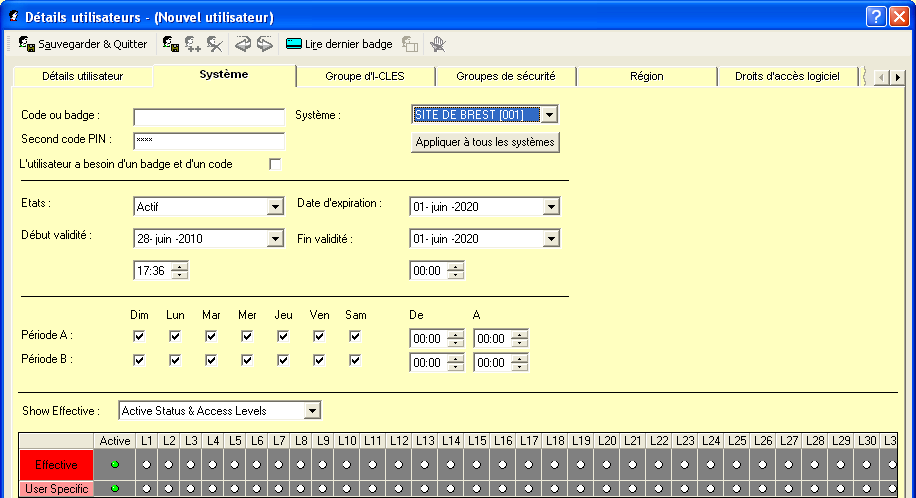 Détails utilisateurs - (Nouvel utilisateur)
Sauvegarder & Quitter Lire dernier badge
Détails utilisateur Système Groupe d'I-CLES Groupes de sécurité Région Droits d'accès logiciel
Code ou badge : Système : SITE DE BREST [001]
Second code PIN : **** Appliquer à tous les systèmes
L'utilisateur a besoin d'un badge et d'un code
Etats : Actif Date d'expiration : 01- juin -2020
Début validité : 28- juin -2010 Fin validité : 01- juin -2020
17:36 00:00
Dim Lun Mar Mer Jeu Ven Sam De A
Période A : 00:00 00:00
Période B : 00:00 00:00
Show Effective : Active Status & Access Levels
Active L1 L2 L3 L4 L5 L6 L7 L8 L9 L10 L11 L12 L13 L14 L15 L16 L17 L18 L19 L20 L21 L22 L23 L24 L25 L26 L27 L28 L29 L30 L3
Effective
User Specific